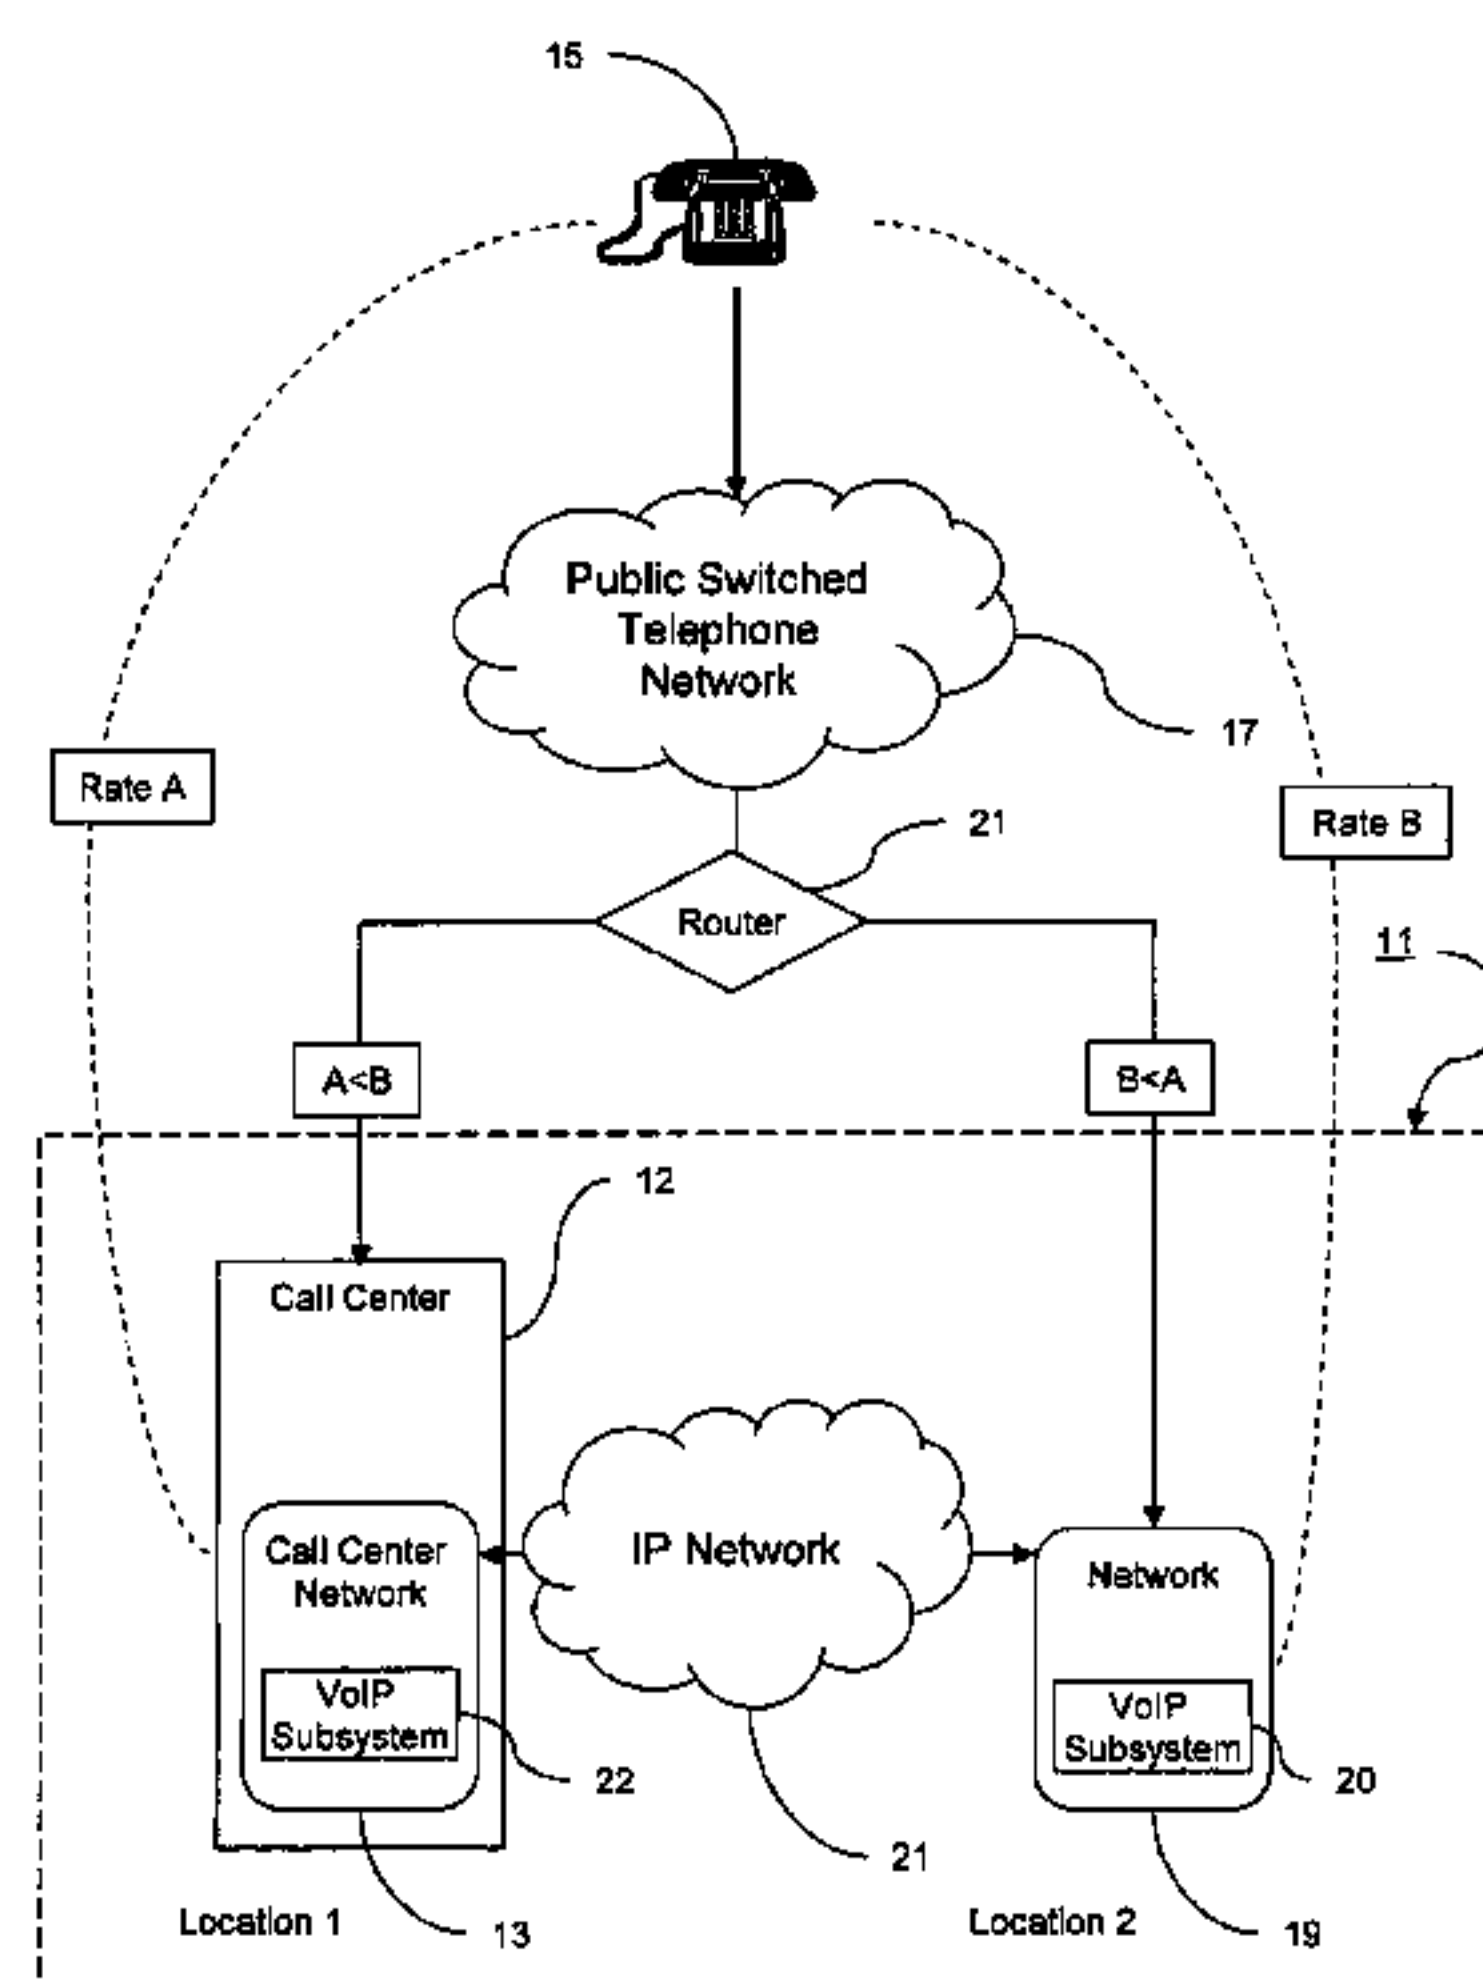 15
Public Switched
Telephone
Network
17
Rate A
21
Rate B
Router
11
A<B
B<A
12
Call Center
Call Center
Network
IP Network
Network
VoIP
Subsystem
VoIP
Subsystem
22
20
21
Location 1
13
Location 2
19